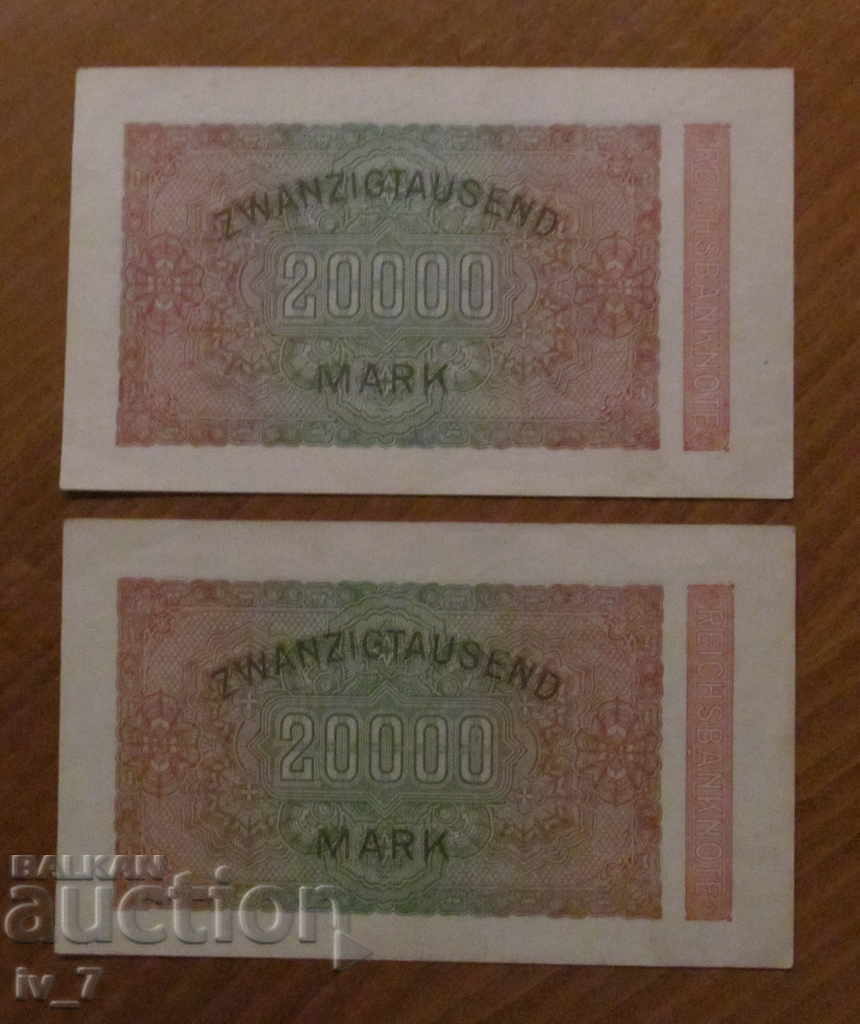 ZWANZIGTAUSEND
20000
MARK
REICHSBANKNOTE
ZWANZIGTAUSEND
20000
MARK
REICHSBANKNOTE
BALKAN
auction
iv_7